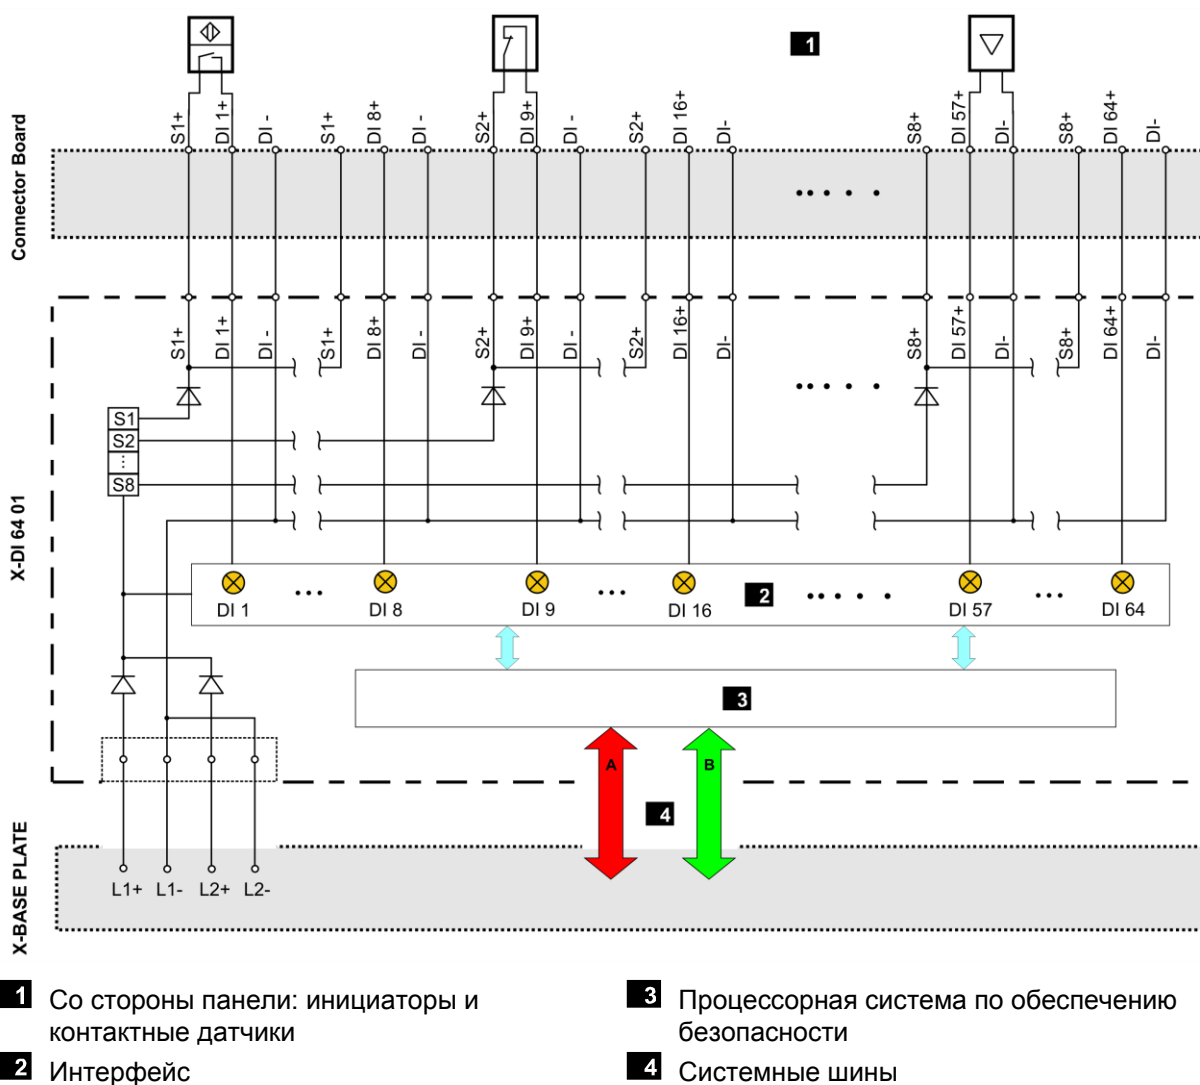 1
S1+ DI 1+ DI - S1+ DI 8+ DI - S2+ DI 9+ DI - S2+ DI 16+ DI- S8+ DI 57+ DI- S8+ DI 64+ DI-
Connector Board
S1+ DI 1+ DI - S1+ DI 8+ DI - S2+ DI 9+ DI - S2+ DI 16+ DI- S8+ DI 57+ DI- S8+ DI 64+ DI-
S1
S2
S8
X-DI 64 01
DI 1 DI 8 DI 9 DI 16 2 DI 57 DI 64
3
A B
4
X-BASE PLATE
L1+ L1- L2+ L2-
1 Со стороны панели: инициаторы и
контактные датчики
2 Интерфейс
3 Процессорная система по обеспечению
безопасности
4 Системные шины